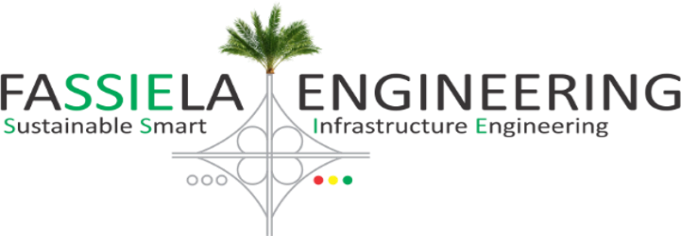 FASSIELA ENGINEERING
Sustainable Smart Infrastructure Engineering